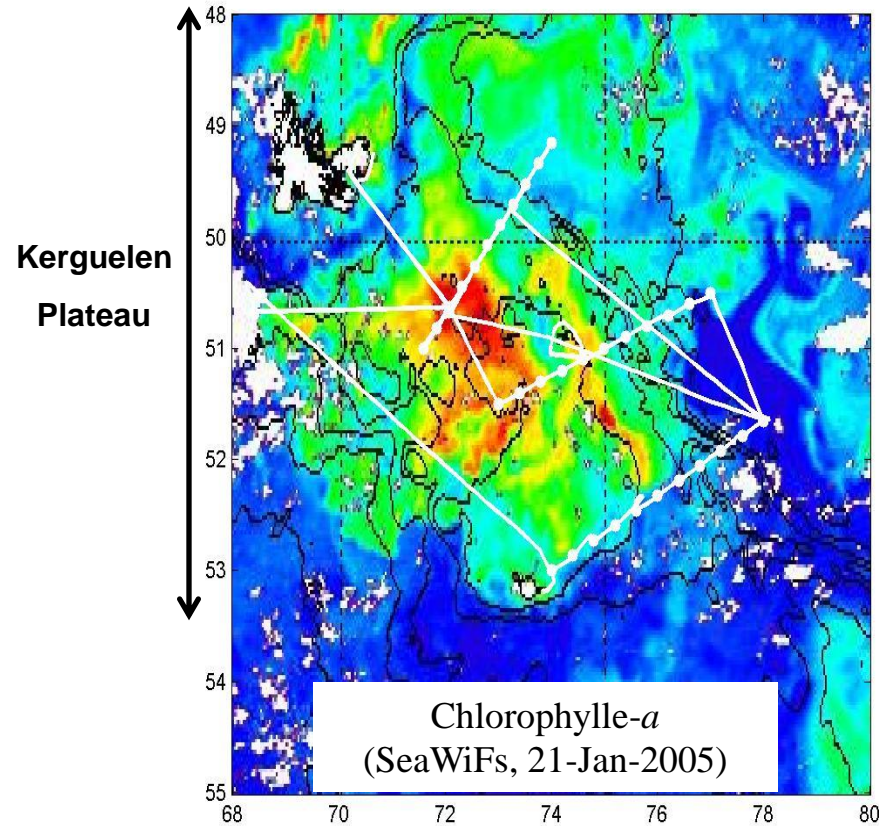 48
49
50
51
52
53
54
55
Kerguelen
Plateau
Chlorophylle-a
(SeaWiFs, 21-Jan-2005)
68 70 72 74 76 78 80